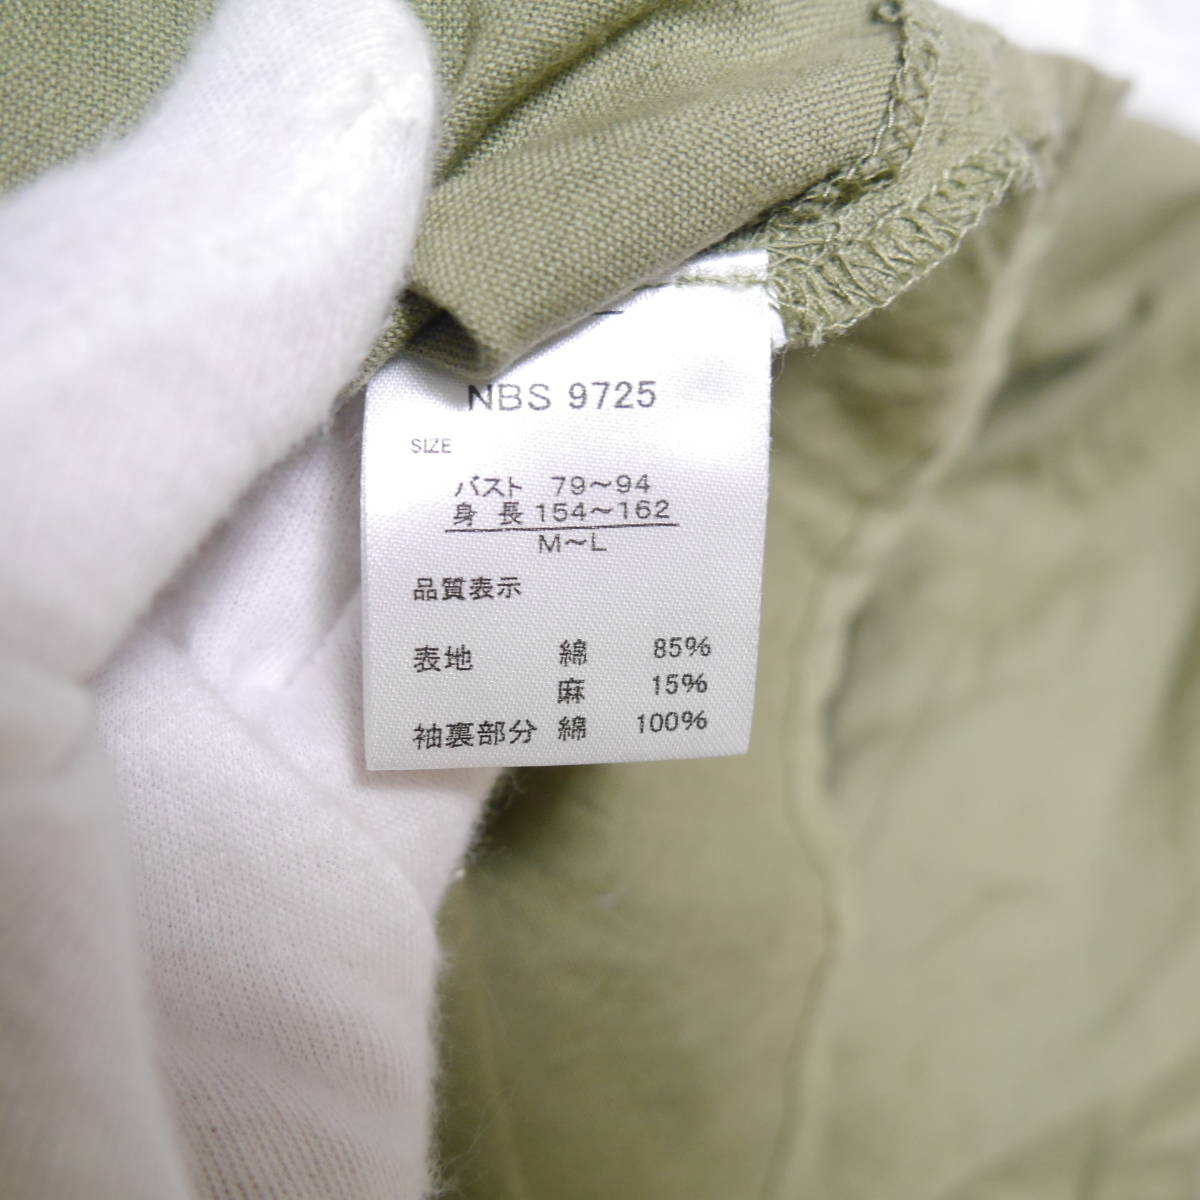 NBS 9725
SIZE
バスト 79〜94
身長 154〜162
M〜L
品質表示
表地 綿 85%
麻 15%
袖裏部分 綿 100%